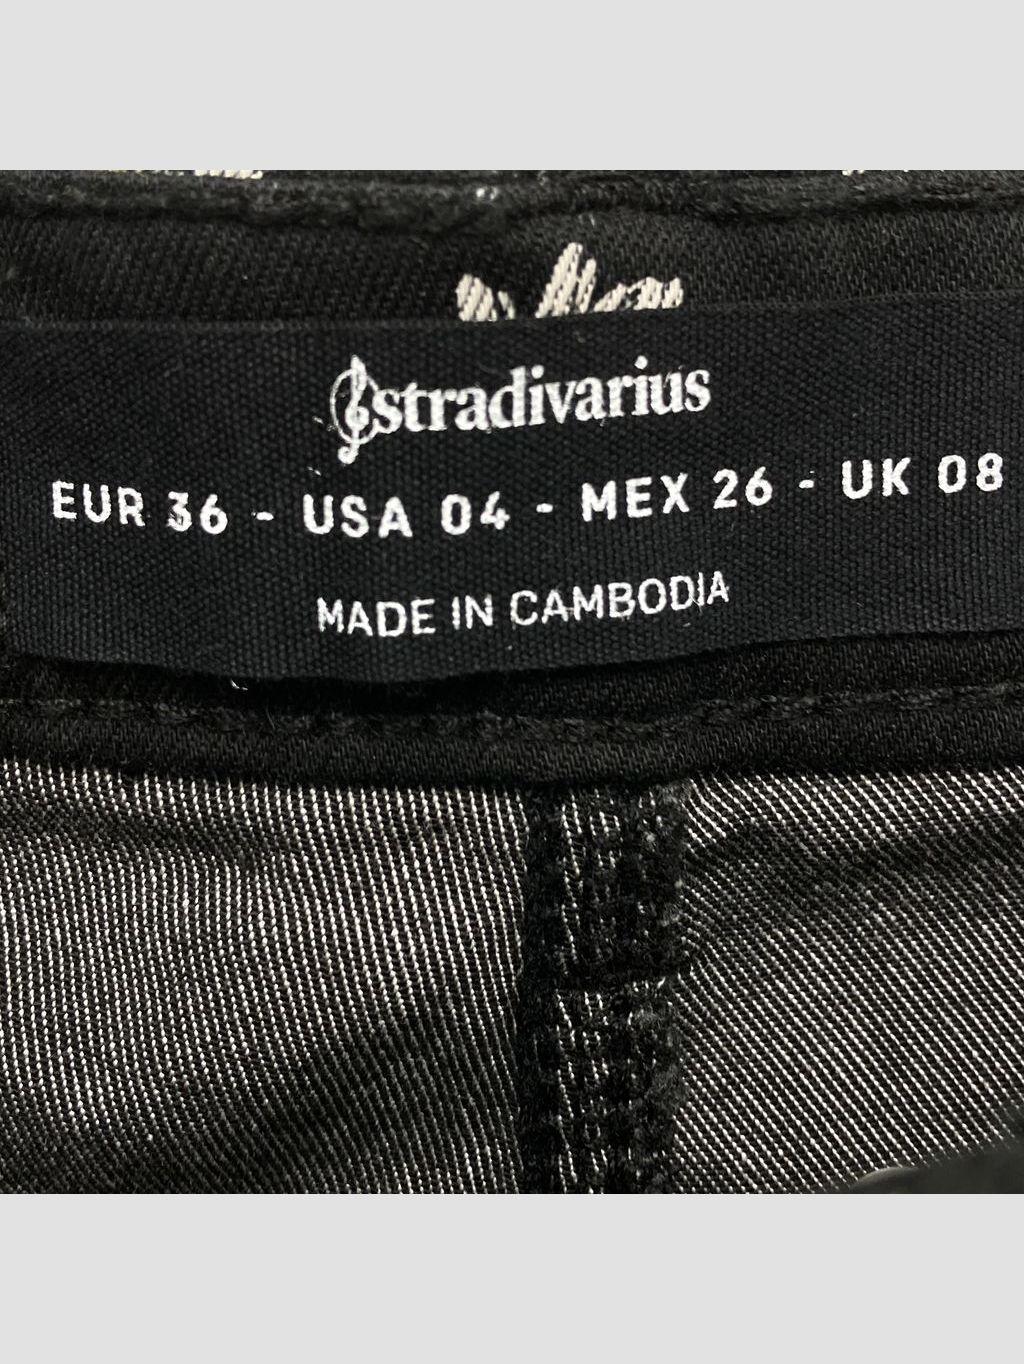 stradivarius
EUR 36 - USA 04 - MEX 26 - UK 08
MADE IN CAMBODIA